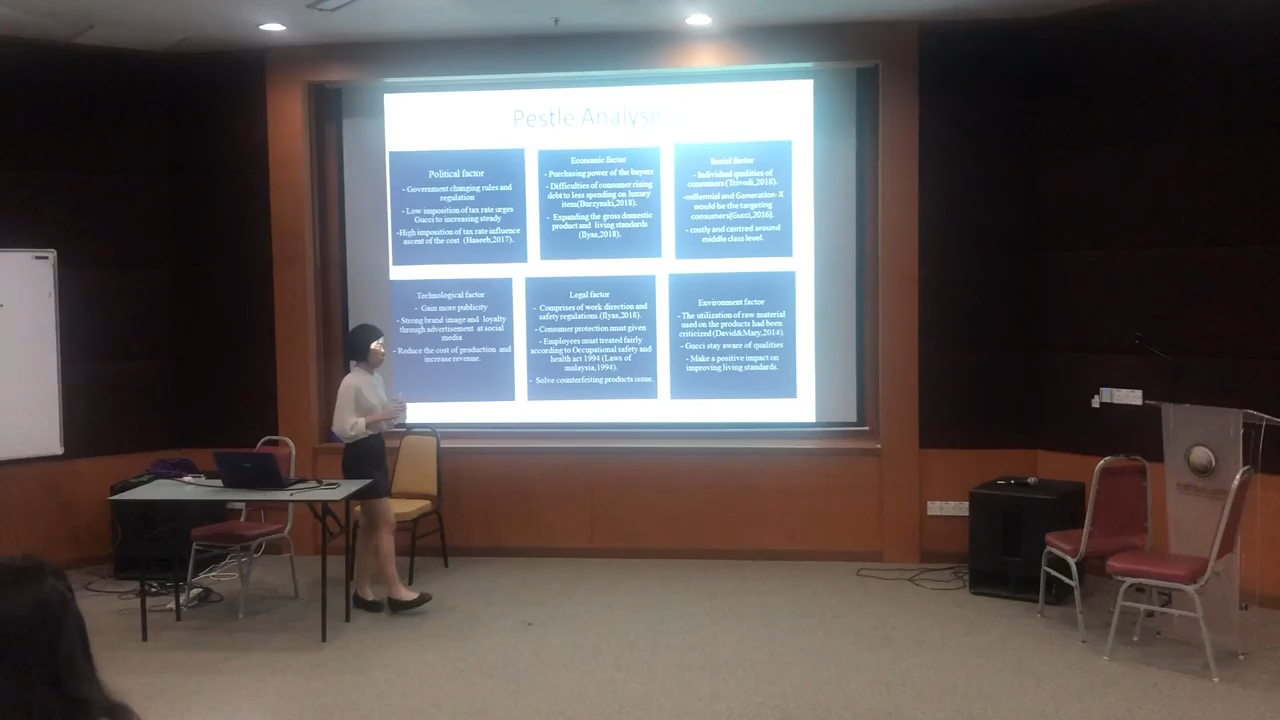 Pestle Analyse
Political factor
- Government changing rules and
regulation
- Low imposition of tax rate urges
Gucci to increasing steady
-High imposition of tax rate influence
ascent of the cost (Haseeb,2017).
Economic factor
- Purchasing power of the buyers
- Difficulties of consumer rising
debt to less spending on luxury
item(Burzynski,2018).
- Expanding the gross domestic
product and living standards
(Ilyas,2018).
Social factor
- Individual qualities of
consumers (Trivedi,2018).
-millennial and Generation- X
would be the targeting
consumers(Gucci,2016).
- costly and centred around
middle class level.
Technological factor
- Gain more publicity
- Strong brand image and loyalty
through advertisement at social
media
- Reduce the cost of production and
increase revenue.
Legal factor
- Comprises of work direction and
safety regulations.(Ilyas,2018).
- Consumer protection must given
- Employees must treated fairly
according to Occupational safety and
health act 1994 (Laws of
malaysia,1994).
- Solve counterfeiting products issue.
Environment factor
- The utilization of raw material
used on the products had been
criticized (David&Mary,2014).
- Gucci stay aware of qualities
- Make a positive impact on
improving living standards.